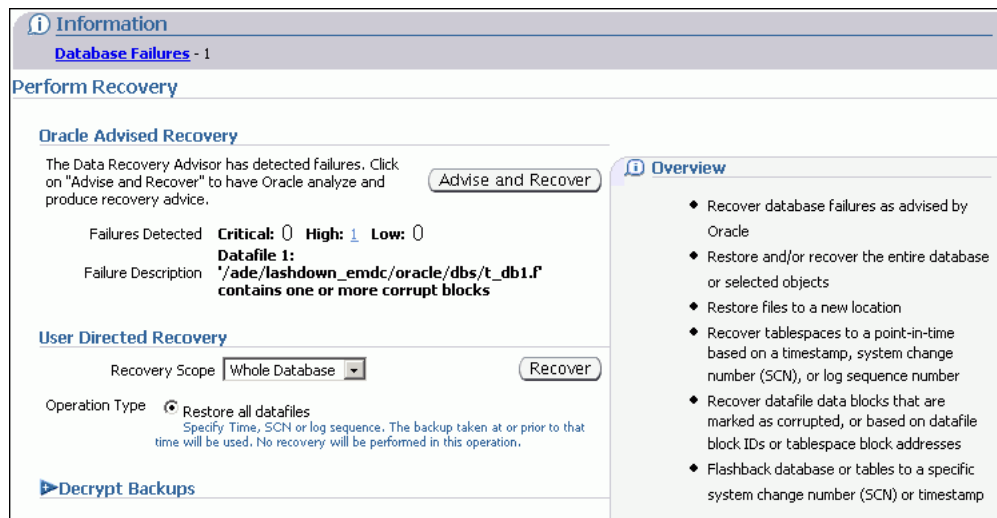 Information
Database Failures - 1
Perform Recovery
Oracle Advised Recovery
The Data Recovery Advisor has detected failures. Click
on "Advise and Recover" to have Oracle analyze and
produce recovery advice.
Advise and Recover
Failures Detected Critical: 0 High: 1 Low: 0
Failure Description Datafile 1:
'/ade/lashdown_emdc/oracle/dbs/t_db1.f'
contains one or more corrupt blocks
User Directed Recovery
Recovery Scope Whole Database
Recover
Operation Type Restore all datafiles
Specify Time, SCN or log sequence. The backup taken at or prior to that
time will be used. No recovery will be performed in this operation.
Decrypt Backups
Overview
Recover database failures as advised by
Oracle
Restore and/or recover the entire database
or selected objects
Restore files to a new location
Recover tablespaces to a point-in-time
based on a timestamp, system change
number (SCN), or log sequence number
Recover datafile data blocks that are
marked as corrupted, or based on datafile
block IDs or tablespace block addresses
Flashback database or tables to a specific
system change number (SCN) or timestamp